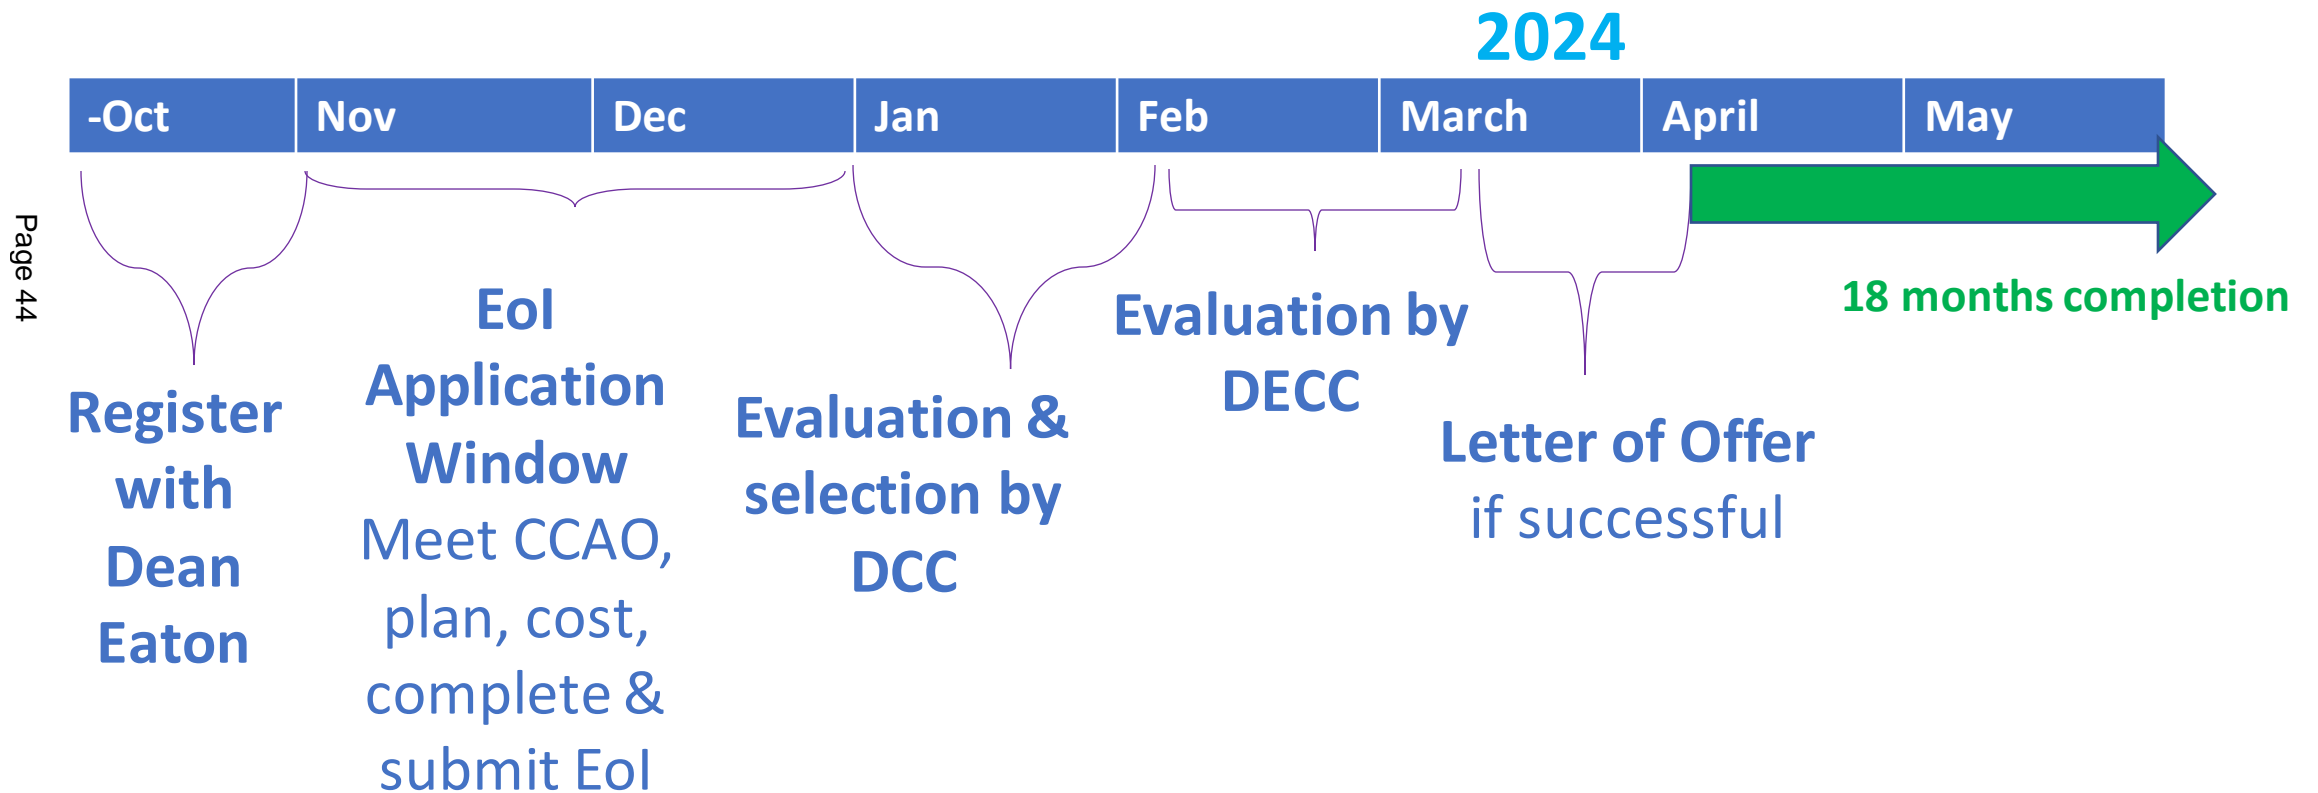 2024
-Oct Nov Dec Jan Feb March April May
18 months completion
Register
with
Dean
Eaton
EoI
Application
Window
Meet CCAO,
plan, cost,
complete &
submit EoI
Evaluation &
selection by
DCC
Evaluation by
DECC
Letter of Offer
if successful
Page 44